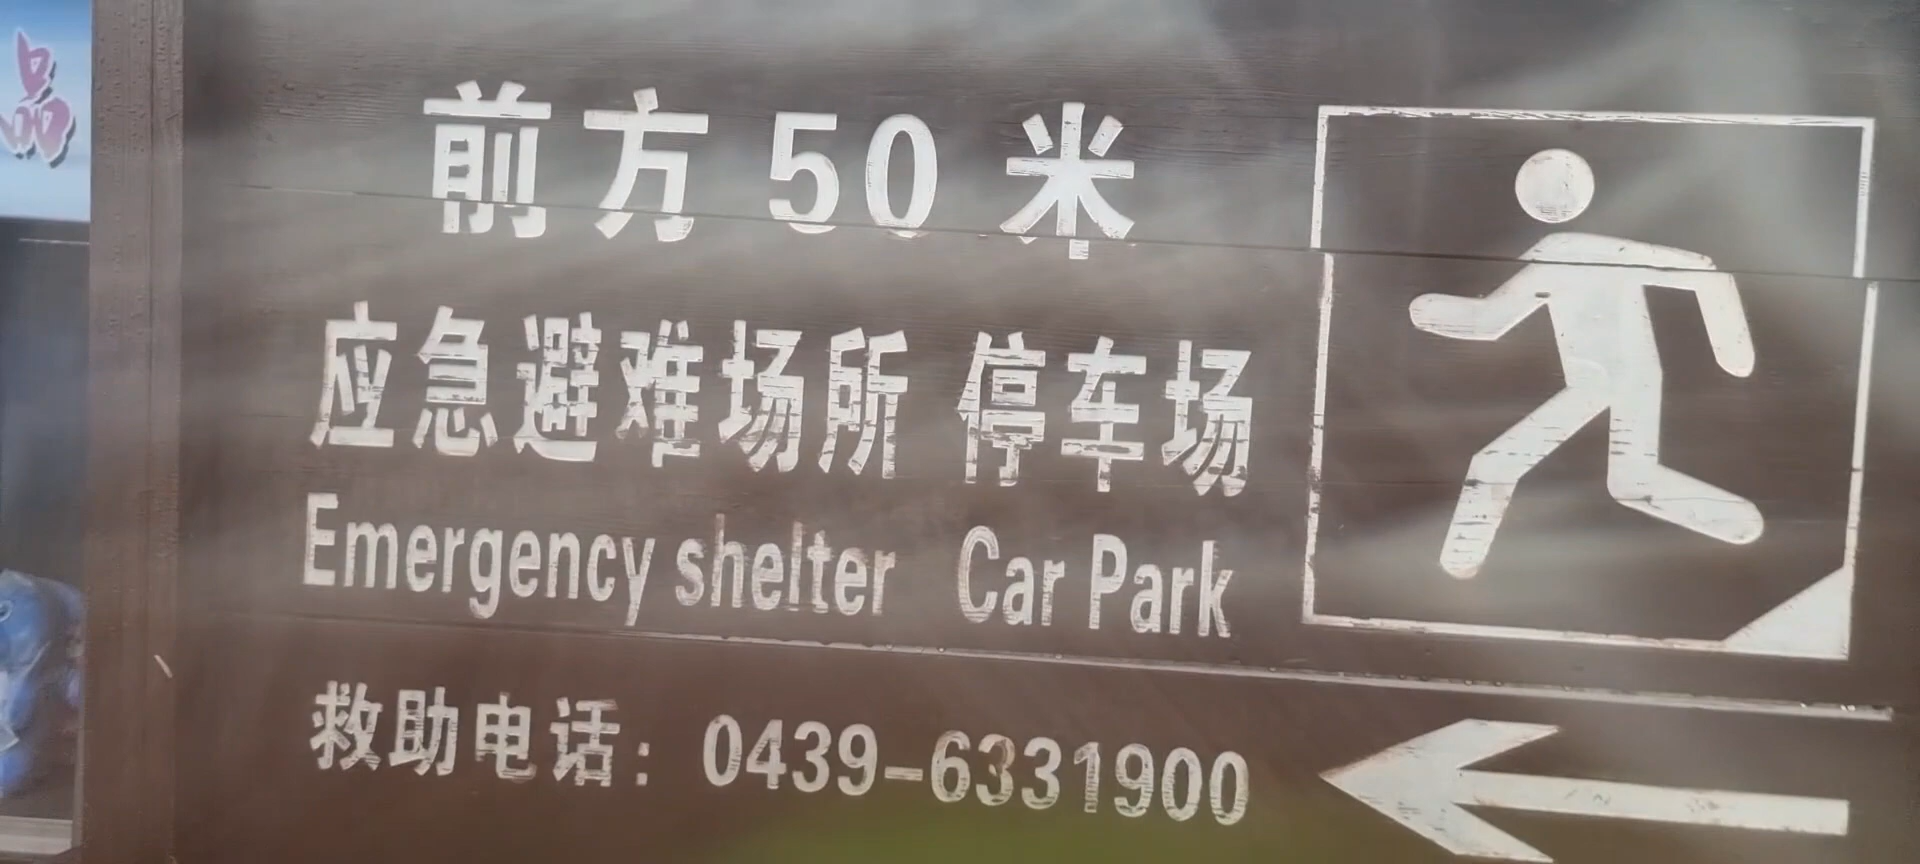 品
前方50米
应急避难场所 停车场
Emergency shelter Car Park
救助电话：0439-6331900